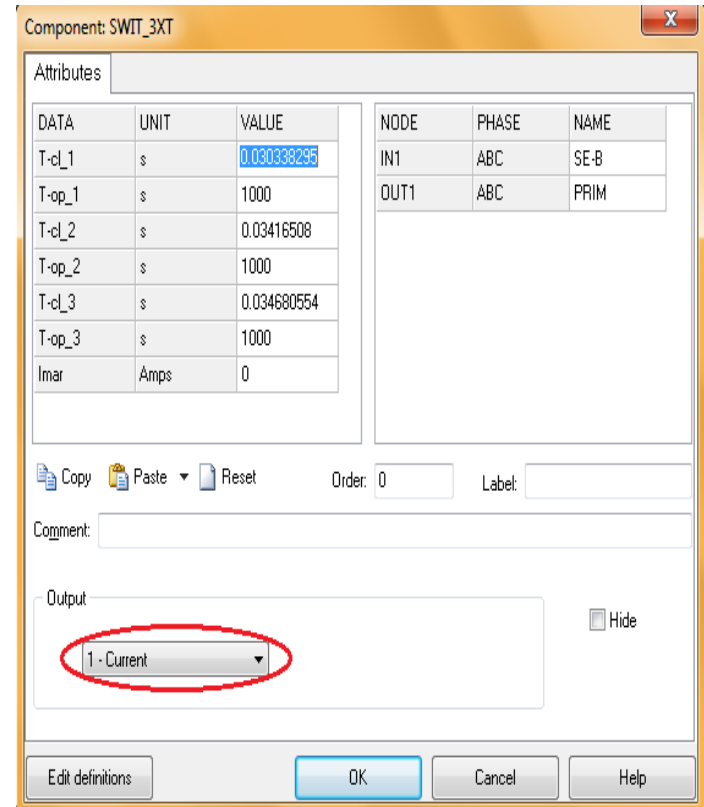 Component: SWIT_3XT
X
Attributes
DATA UNIT VALUE
T-cl_1 s 0.030338295
T-op_1 s 1000
T-cl_2 s 0.03416508
T-op_2 s 1000
T-cl_3 s 0.034680554
T-op_3 s 1000
Imar Amps 0
NODE PHASE NAME
IN1 ABC SE-B
OUT1 ABC PRIM
Copy Paste Reset Order: 0 Label:
Comment:
Output
Hide
1 - Current
Edit definitions OK Cancel Help